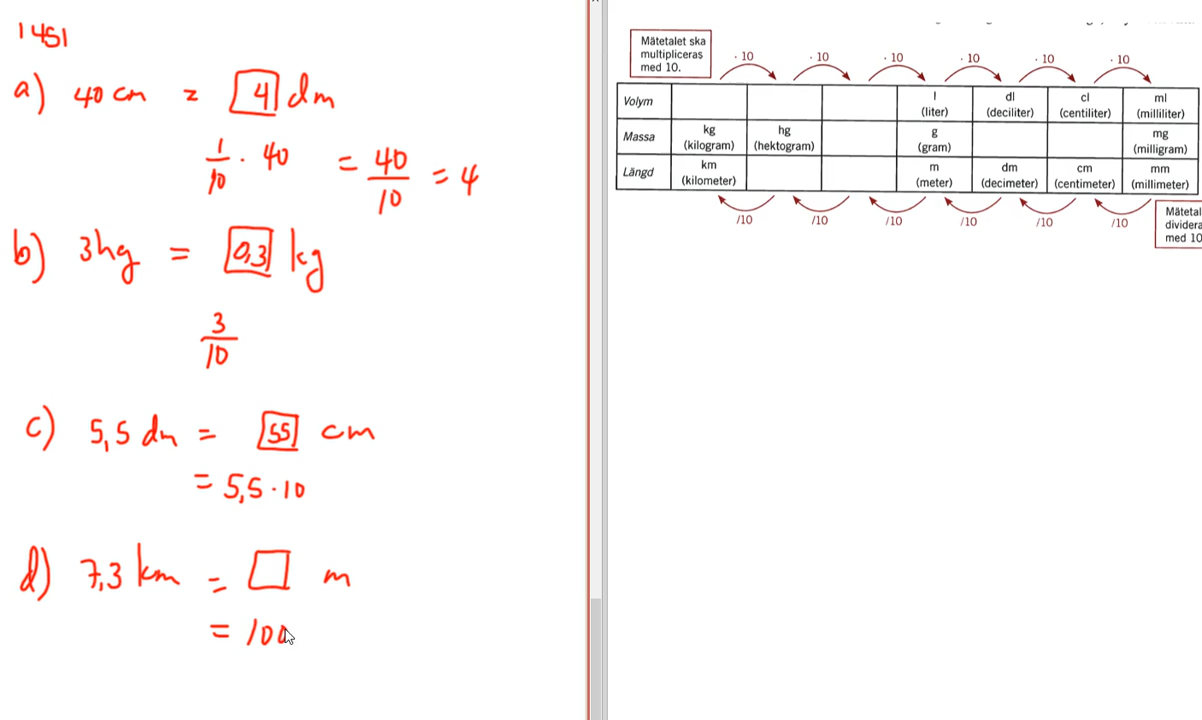 1451
a) 40 cm = 4 dm
1/10 · 40 = 40/10 = 4
b) 3hg = 0,3 kg
3/10
c) 5,5 dm = 55 cm
= 5,5 · 10
d) 7,3 km = □ m
= 100
Mätetalet ska
multipliceras
med 10.
· 10 · 10 · 10 · 10 · 10 · 10
Volym l dl cl ml
(liter) (deciliter) (centiliter) (milliliter)
Massa kg hg g mg
(kilogram) (hektogram) (gram) (milligram)
Längd km m dm cm mm
(kilometer) (meter) (decimeter) (centimeter) (millimeter)
/10 /10 /10 /10 /10 /10
Mätetal
dividera
med 10